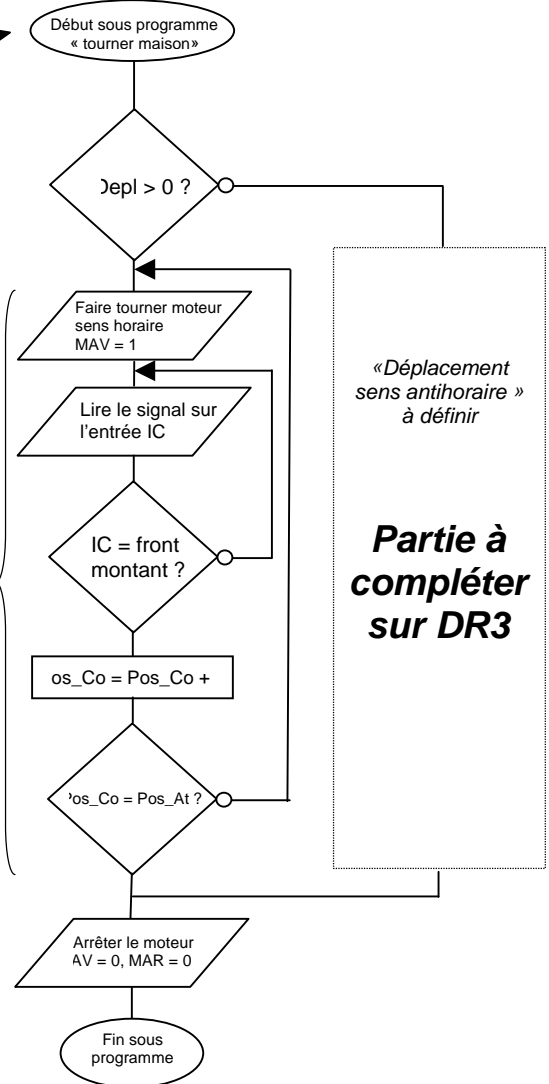 Début sous programme
« tourner maison»
Depl > 0 ?
Faire tourner moteur
sens horaire
MAV = 1
Lire le signal sur
l'entrée IC
IC = front
montant ?
os_Co = Pos_Co +
Pos_Co = Pos_At ?
Arrêter le moteur
AV = 0, MAR = 0
Fin sous
programme
«Déplacement
sens antihoraire »
à définir
Partie à
compléter
sur DR3